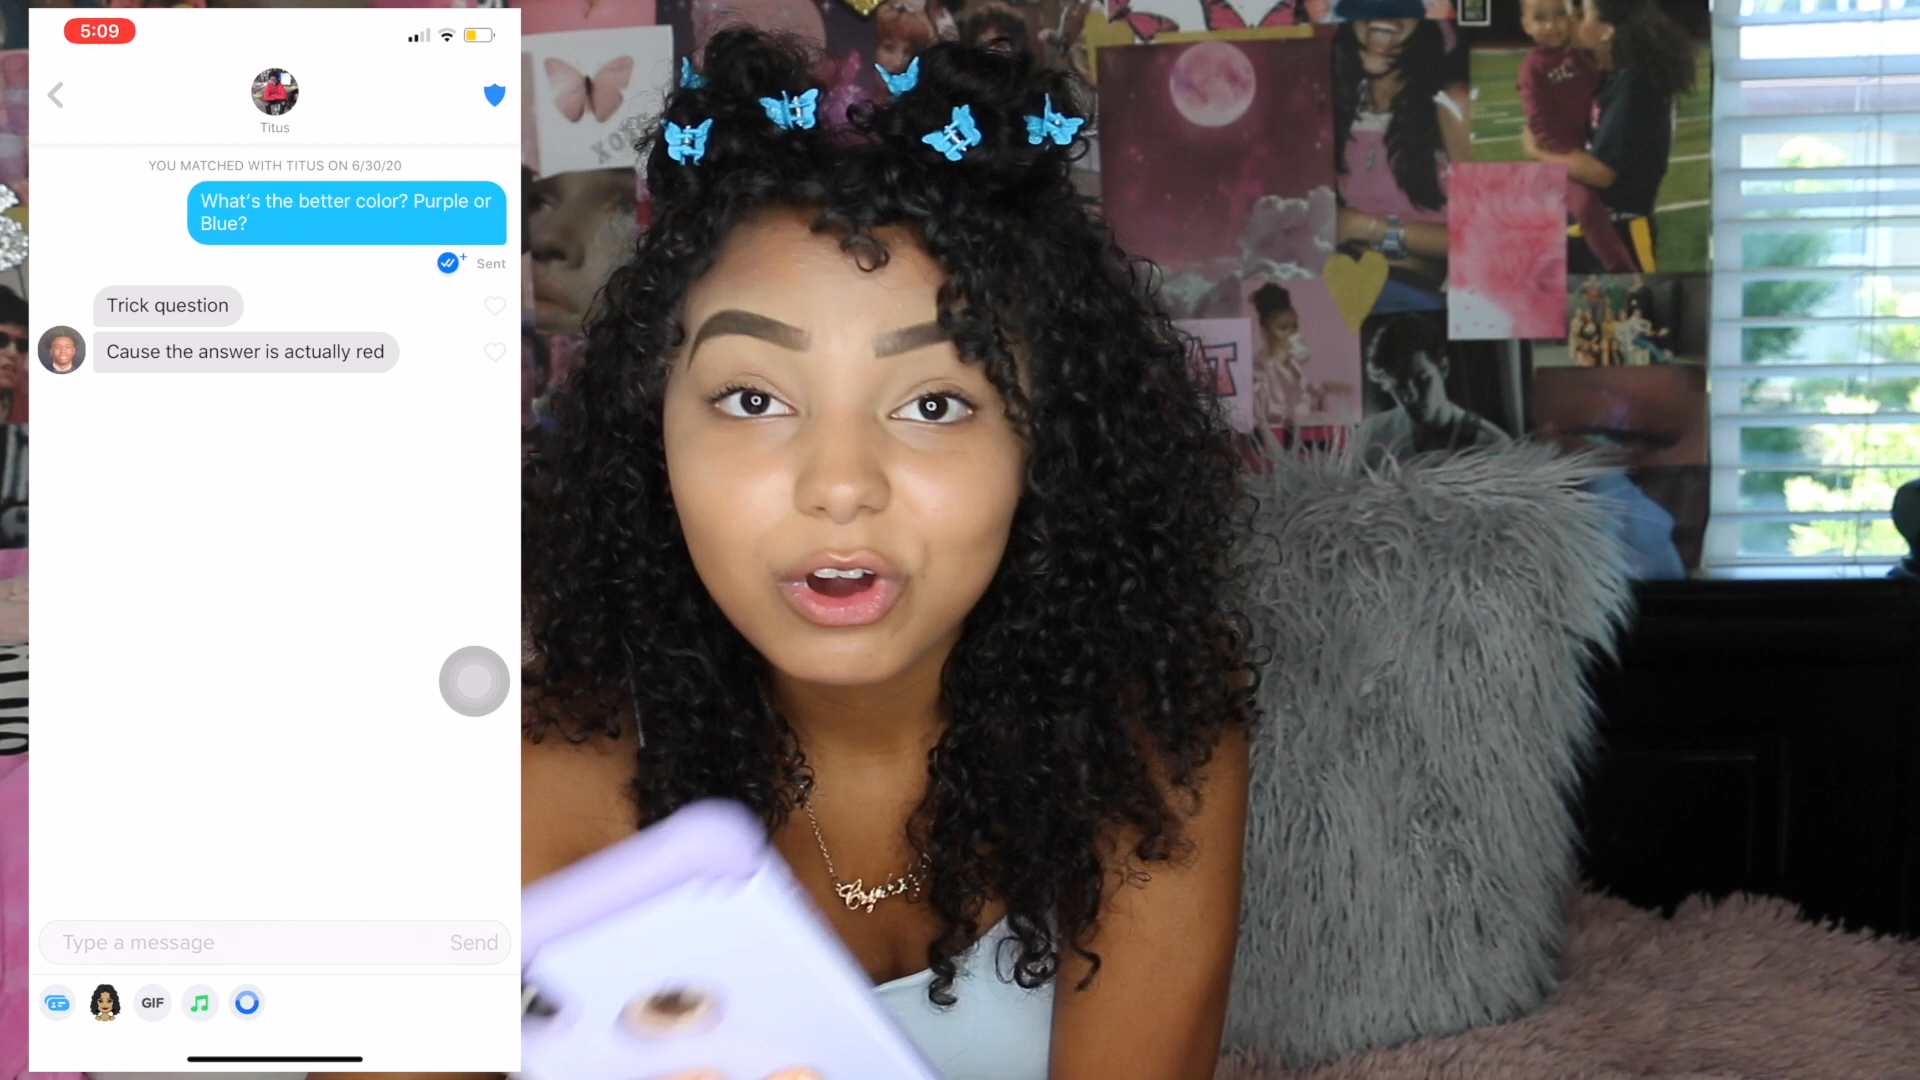 5:09
Titus
YOU MATCHED WITH TITUS ON 6/30/20
What's the better color? Purple or
Blue?
Sent
Trick question
Cause the answer is actually red
Type a message
Send
GIF
XOXO